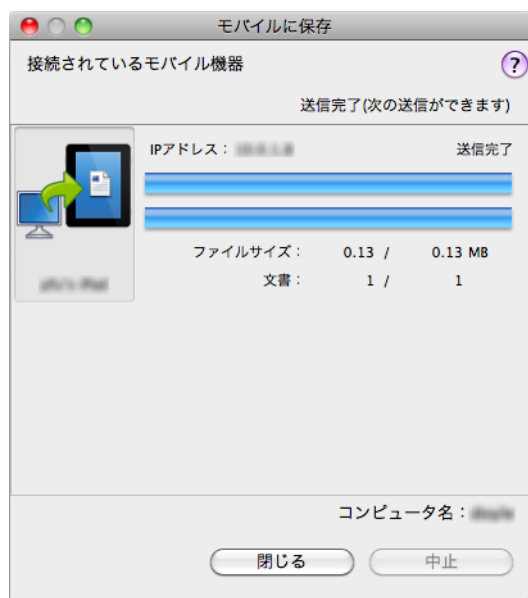 モバイルに保存
接続されているモバイル機器
?
送信完了(次の送信ができます)
IPアドレス： 送信完了
ファイルサイズ： 0.13 / 0.13 MB
文書： 1 / 1
コンピュータ名：
閉じる 中止